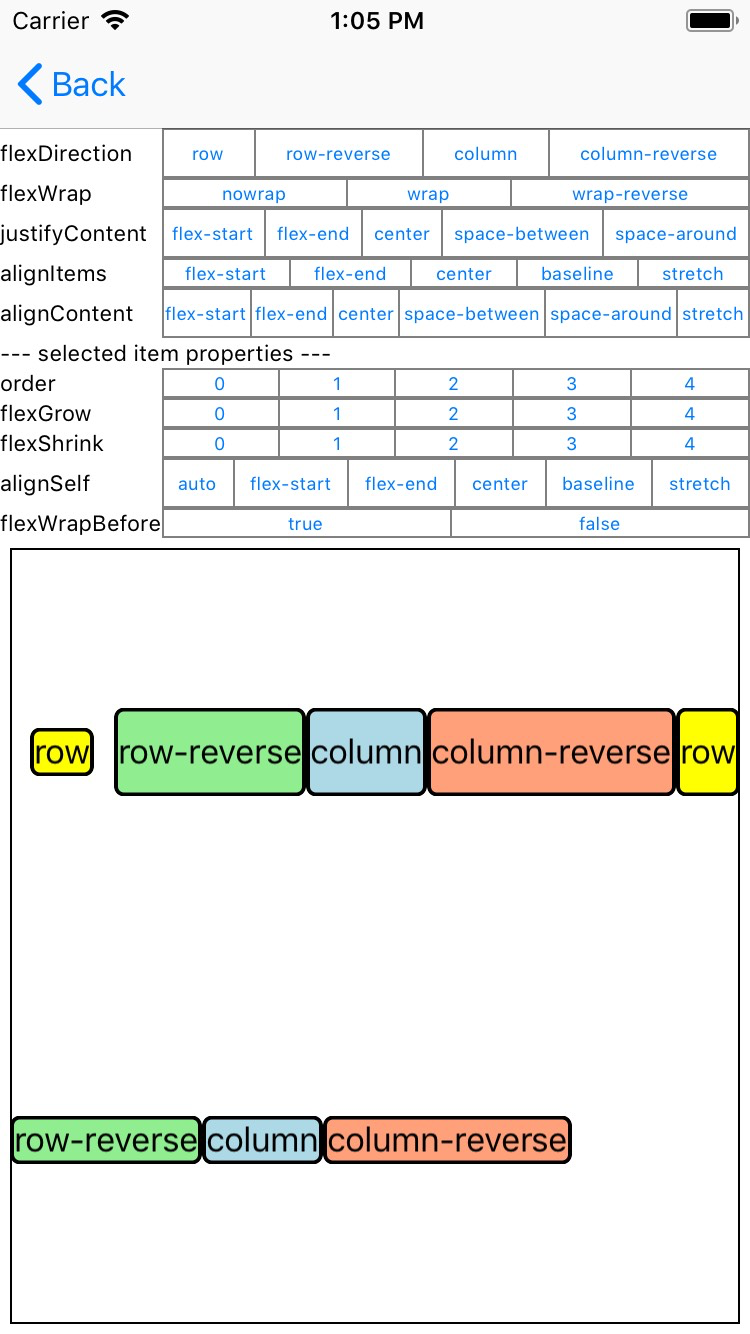 Carrier 1:05 PM
Back
flexDirection row row-reverse column column-reverse
flexWrap nowrap wrap wrap-reverse
justifyContent flex-start flex-end center space-between space-around
alignItems flex-start flex-end center baseline stretch
alignContent flex-start flex-end center space-between space-around stretch
--- selected item properties ---
order 0 1 2 3 4
flexGrow 0 1 2 3 4
flexShrink 0 1 2 3 4
alignSelf auto flex-start flex-end center baseline stretch
flexWrapBefore true false
row row-reverse column column-reverse row
row-reverse column column-reverse